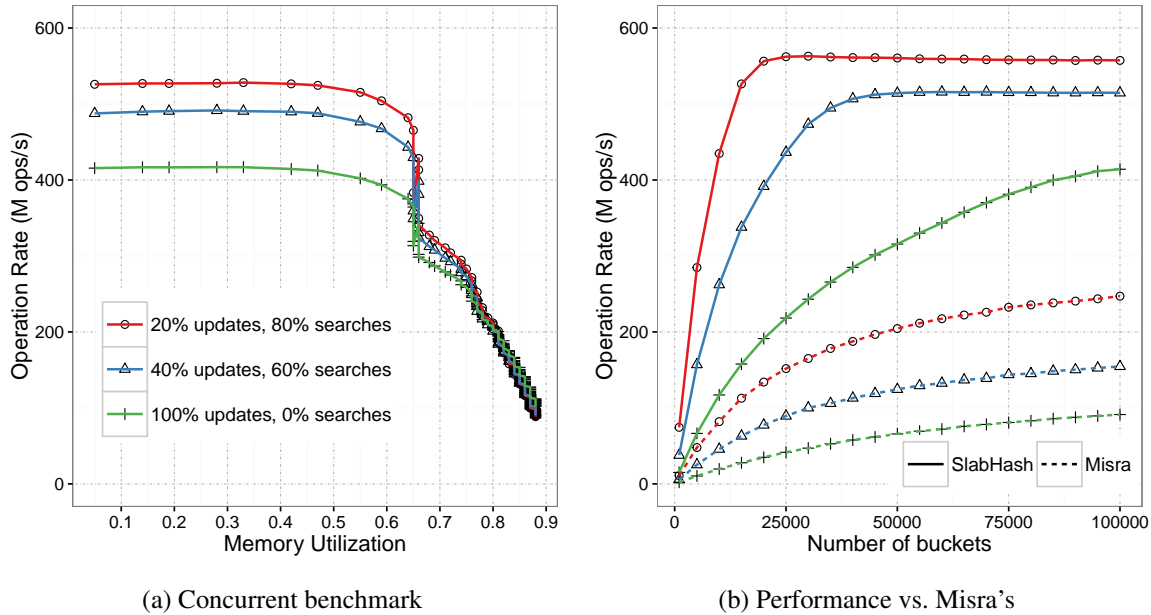 600
400
200
0
Operation Rate (M ops/s)
20% updates, 80% searches
40% updates, 60% searches
100% updates, 0% searches
0.1 0.2 0.3 0.4 0.5 0.6 0.7 0.8 0.9
Memory Utilization
(a) Concurrent benchmark
600
400
200
0
Operation Rate (M ops/s)
SlabHash Misra
0 25000 50000 75000 100000
Number of buckets
(b) Performance vs. Misra's